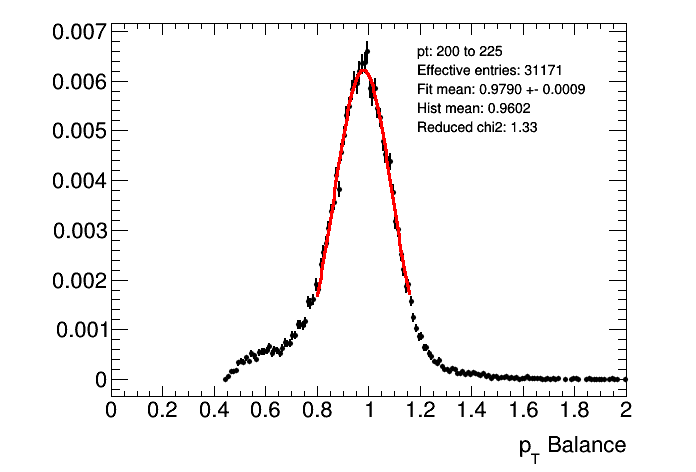 0.007
0.006
0.005
0.004
0.003
0.002
0.001
0
pt: 200 to 225
Effective entries: 31171
Fit mean: 0.9790 +- 0.0009
Hist mean: 0.9602
Reduced chi2: 1.33
0 0.2 0.4 0.6 0.8 1 1.2 1.4 1.6 1.8 2
pT Balance